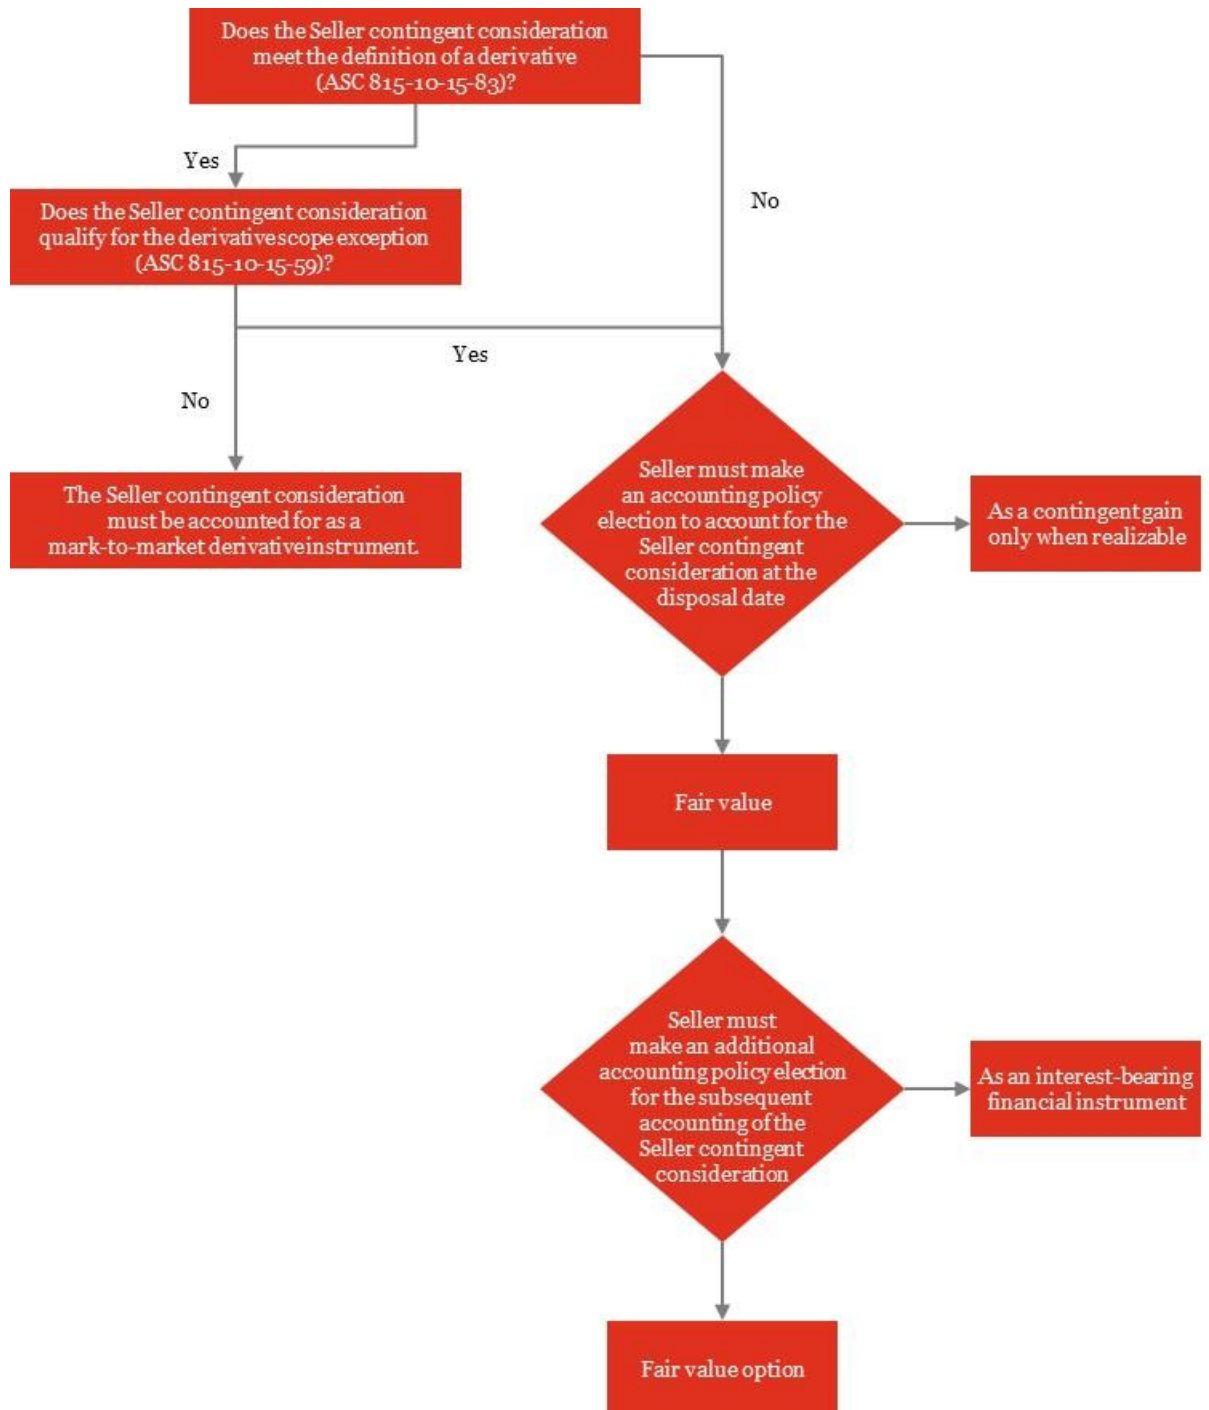 Does the Seller contingent consideration
meet the definition of a derivative
(ASC 815-10-15-83)?
Yes
No
Does the Seller contingent consideration
qualify for the derivative scope exception
(ASC 815-10-15-59)?
Yes
No
The Seller contingent consideration
must be accounted for as a
mark-to-market derivative instrument.
Seller must make
an accounting policy
election to account for the
Seller contingent
consideration at the
disposal date
As a contingent gain
only when realizable
Fair value
Seller must
make an additional
accounting policy election
for the subsequent
accounting of the
Seller contingent
consideration
As an interest-bearing
financial instrument
Fair value option